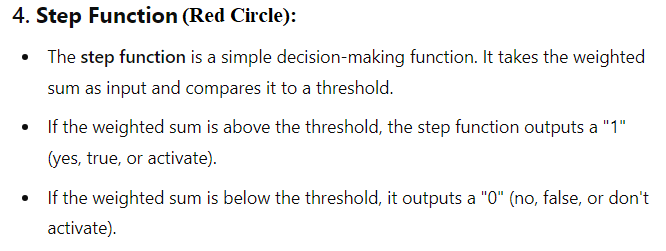 4. Step Function (Red Circle):
• The step function is a simple decision-making function. It takes the weighted
sum as input and compares it to a threshold.
• If the weighted sum is above the threshold, the step function outputs a "1"
(yes, true, or activate).
• If the weighted sum is below the threshold, it outputs a "0" (no, false, or don't
activate).